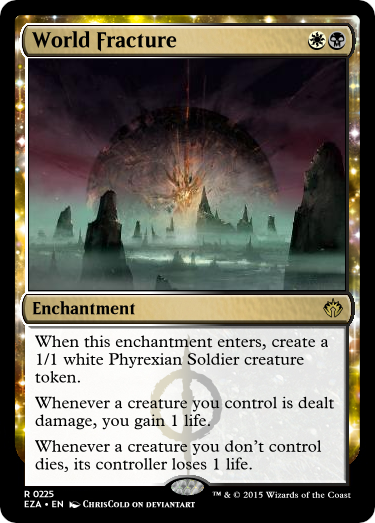 World Fracture
Enchantment
When this enchantment enters, create a
1/1 white Phyrexian Soldier creature
token.
Whenever a creature you control is dealt
damage, you gain 1 life.
Whenever a creature you don't control
dies, its controller loses 1 life.
R 0225
EZA • EN ChrisCold on deviantart
™ & © 2015 Wizards of the Coast